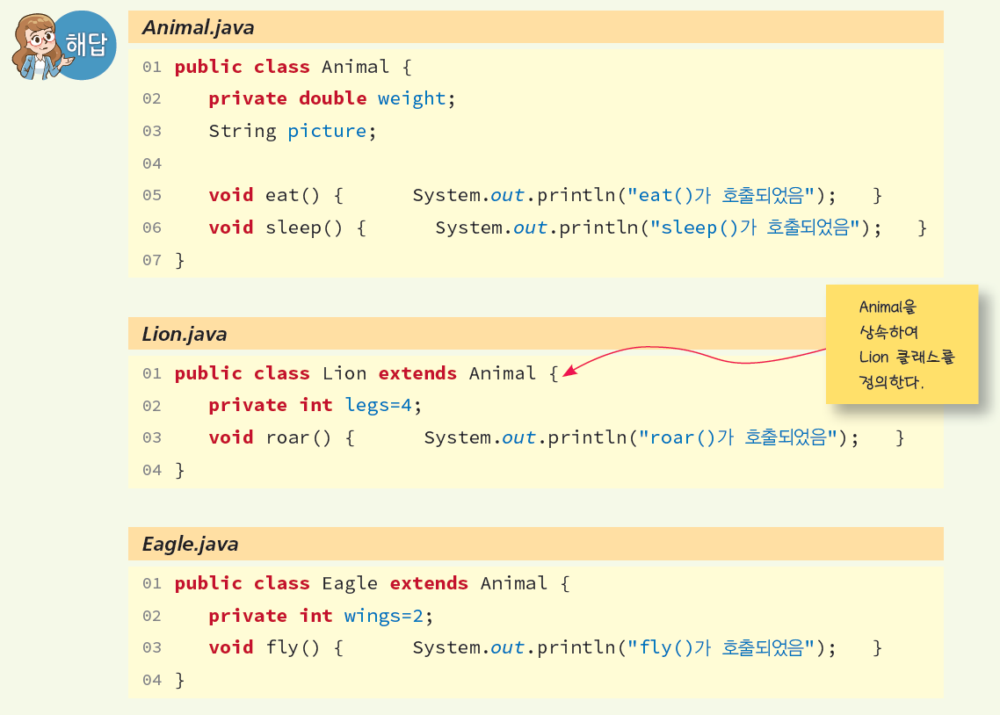 해답
Animal.java
01 public class Animal {
02    private double weight;
03    String picture;
04
05    void eat() {      System.out.println("eat()가 호출되었음");   }
06    void sleep() {      System.out.println("sleep()가 호출되었음");   }
07 }
Animal을
상속하여
Lion 클래스를
정의한다.
Lion.java
01 public class Lion extends Animal {
02    private int legs=4;
03    void roar() {      System.out.println("roar()가 호출되었음");   }
04 }
Eagle.java
01 public class Eagle extends Animal {
02    private int wings=2;
03    void fly() {      System.out.println("fly()가 호출되었음");   }
04 }